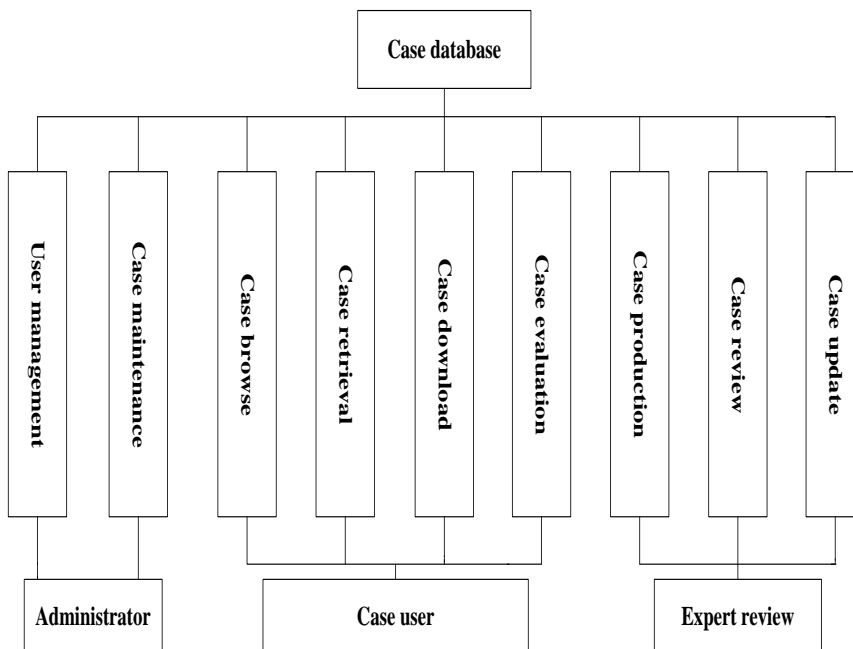 Case database
User management
Case maintenance
Case browse
Case retrieval
Case download
Case evaluation
Case production
Case review
Case update
Administrator
Case user
Expert review